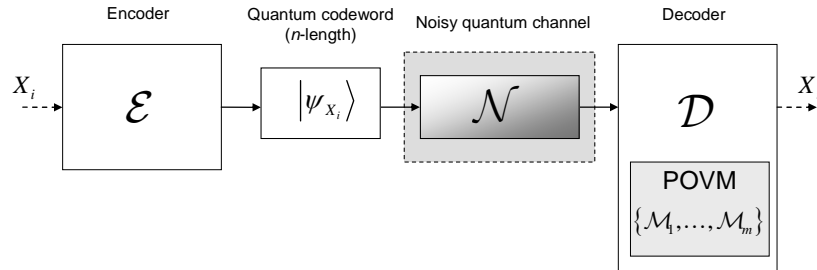 Encoder
Quantum codeword
(n-length)
Noisy quantum channel
Decoder
X_i
ℰ
|ψ_{X_i}⟩
𝒩
𝒟
X
POVM
{ℳ_1,…,ℳ_m}